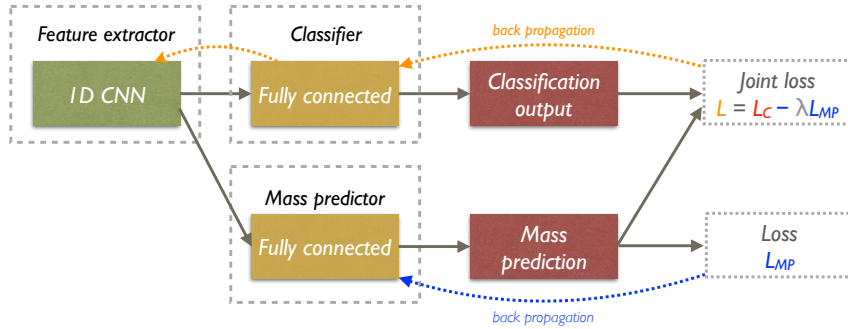 Feature extractor
Classifier
back propagation
1D CNN
Fully connected
Classification
output
Joint loss
L = LC – λLMP
Mass predictor
Fully connected
Mass
prediction
Loss
LMP
back propagation